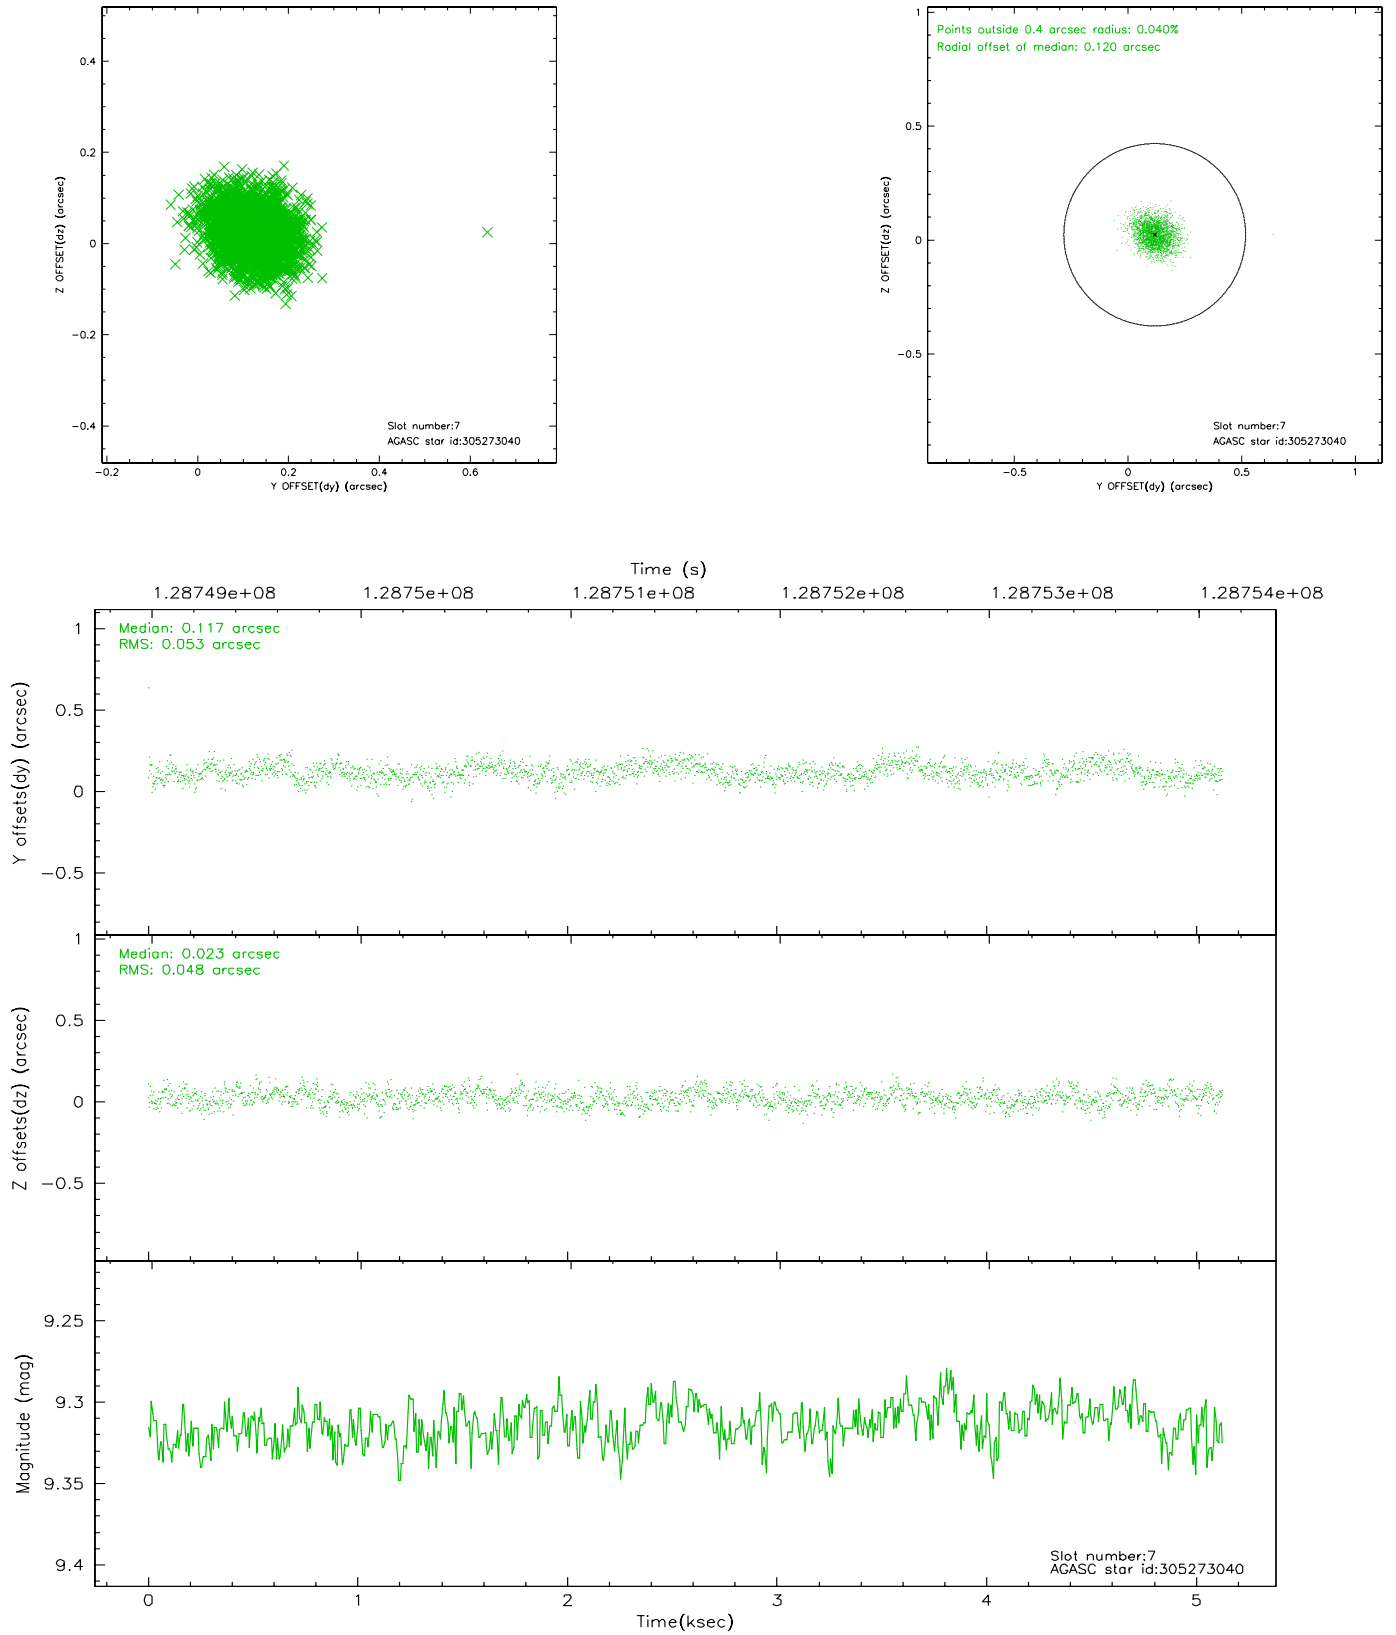 0.4
0.2
0
−0.2
−0.4
Z OFFSET(dz) (arcsec)
Slot number:7
AGASC star id:305273040
−0.2 0 0.2 0.4 0.6
Y OFFSET(dy) (arcsec)
Points outside 0.4 arcsec radius: 0.040%
Radial offset of median: 0.120 arcsec
1
0.5
0
−0.5
Z OFFSET(dz) (arcsec)
Slot number:7
AGASC star id:305273040
−0.5 0 0.5 1
Y OFFSET(dy) (arcsec)
Time (s)
1.28749e+08 1.2875e+08 1.28751e+08 1.28752e+08 1.28753e+08 1.28754e+08
Median: 0.117 arcsec
RMS: 0.053 arcsec
1
0.5
0
−0.5
Y offsets(dy) (arcsec)
Median: 0.023 arcsec
RMS: 0.048 arcsec
1
0.5
0
−0.5
Z offsets(dz) (arcsec)
9.25
9.3
9.35
9.4
Magnitude (mag)
Slot number:7
AGASC star id:305273040
0 1 2 3 4 5
Time(ksec)